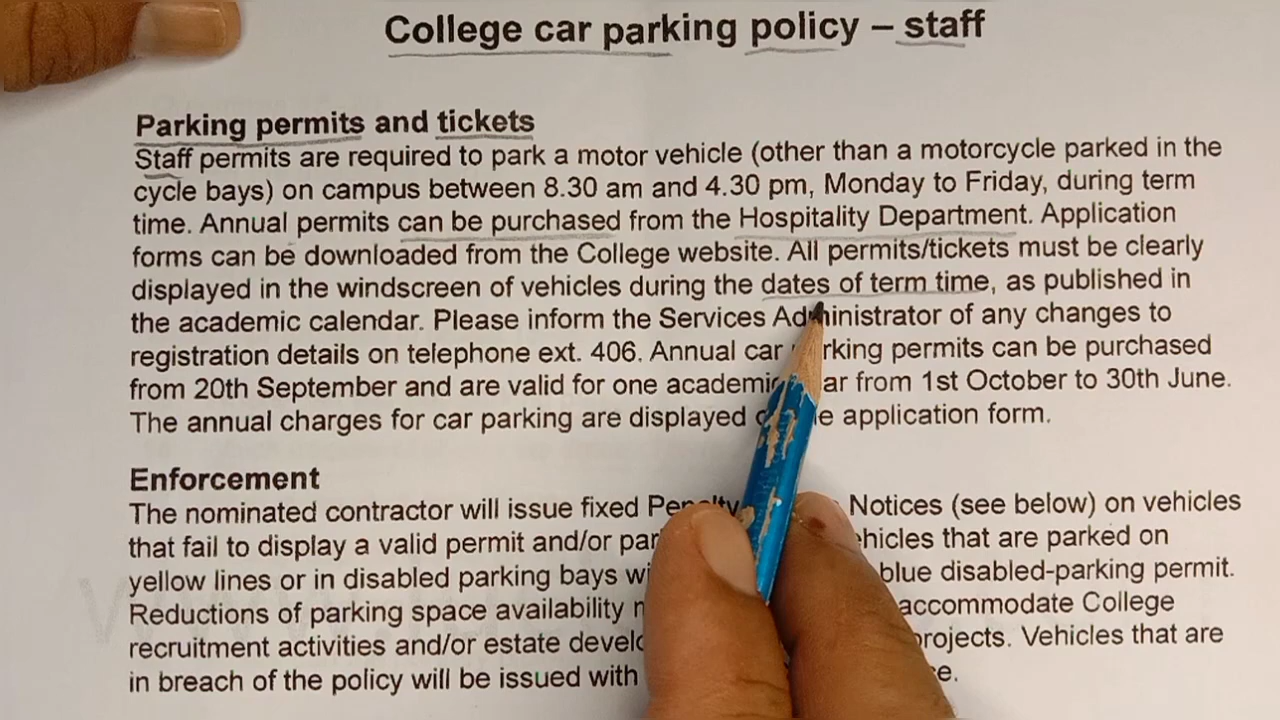 College car parking policy – staff
Parking permits and tickets
Staff permits are required to park a motor vehicle (other than a motorcycle parked in the
cycle bays) on campus between 8.30 am and 4.30 pm, Monday to Friday, during term
time. Annual permits can be purchased from the Hospitality Department. Application
forms can be downloaded from the College website. All permits/tickets must be clearly
displayed in the windscreen of vehicles during the dates of term time, as published in
the academic calendar. Please inform the Services Administrator of any changes to
registration details on telephone ext. 406. Annual car parking permits can be purchased
from 20th September and are valid for one academic from 1st October to 30th June.
The annual charges for car parking are displayed application form.
Enforcement
The nominated contractor will issue fixed Penalty Notices (see below) on vehicles
that fail to display a valid permit and/or vehicles that are parked on
yellow lines or in disabled parking bays blue disabled-parking permit.
Reductions of parking space availability accommodate College
recruitment activities and/or estate projects. Vehicles that are
in breach of the policy will be issued with